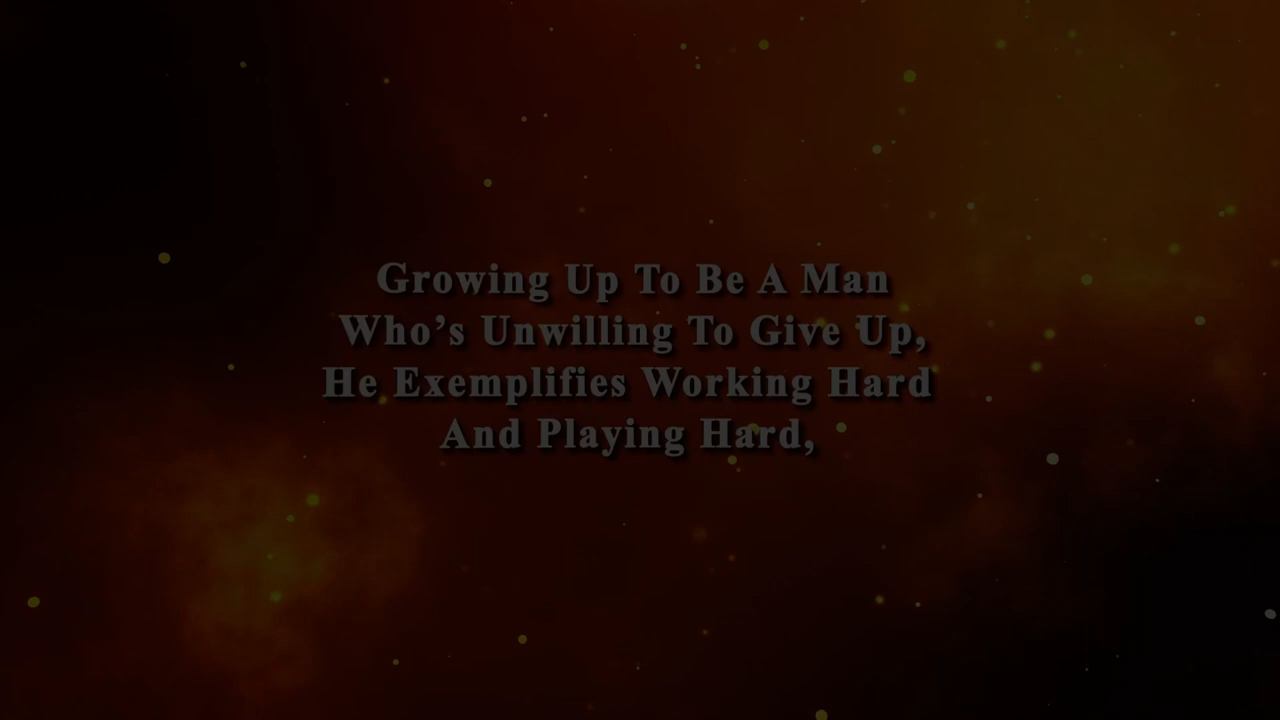 Growing Up To Be A Man
Who’s Unwilling To Give Up,
He Exemplifies Working Hard
And Playing Hard,